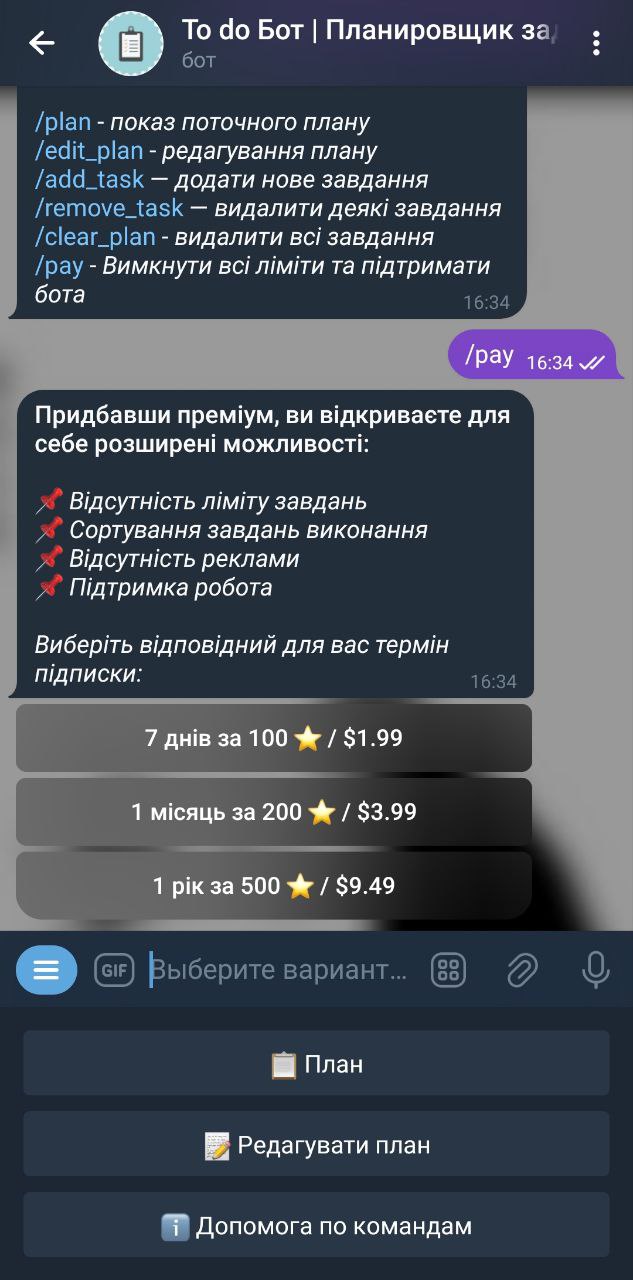 To do Бот | Планировщик за
бот
/plan - показ поточного плану
/edit_plan - редагування плану
/add_task — додати нове завдання
/remove_task — видалити деякі завдання
/clear_plan - видалити всі завдання
/pay - Вимкнути всі ліміти та підтримати
бота
16:34
/pay 16:34
Придбавши преміум, ви відкриваєте для
себе розширені можливості:
📌 Відсутність ліміту завдань
📌 Сортування завдань виконання
📌 Відсутність реклами
📌 Підтримка робота
Виберіть відповідний для вас термін
підписки:
16:34
7 днів за 100 ⭐ / $1.99
1 місяць за 200 ⭐ / $3.99
1 рік за 500 ⭐ / $9.49
GIF Выберите вариант...
📋 План
📝 Редагувати план
ℹ️ Допомога по командам